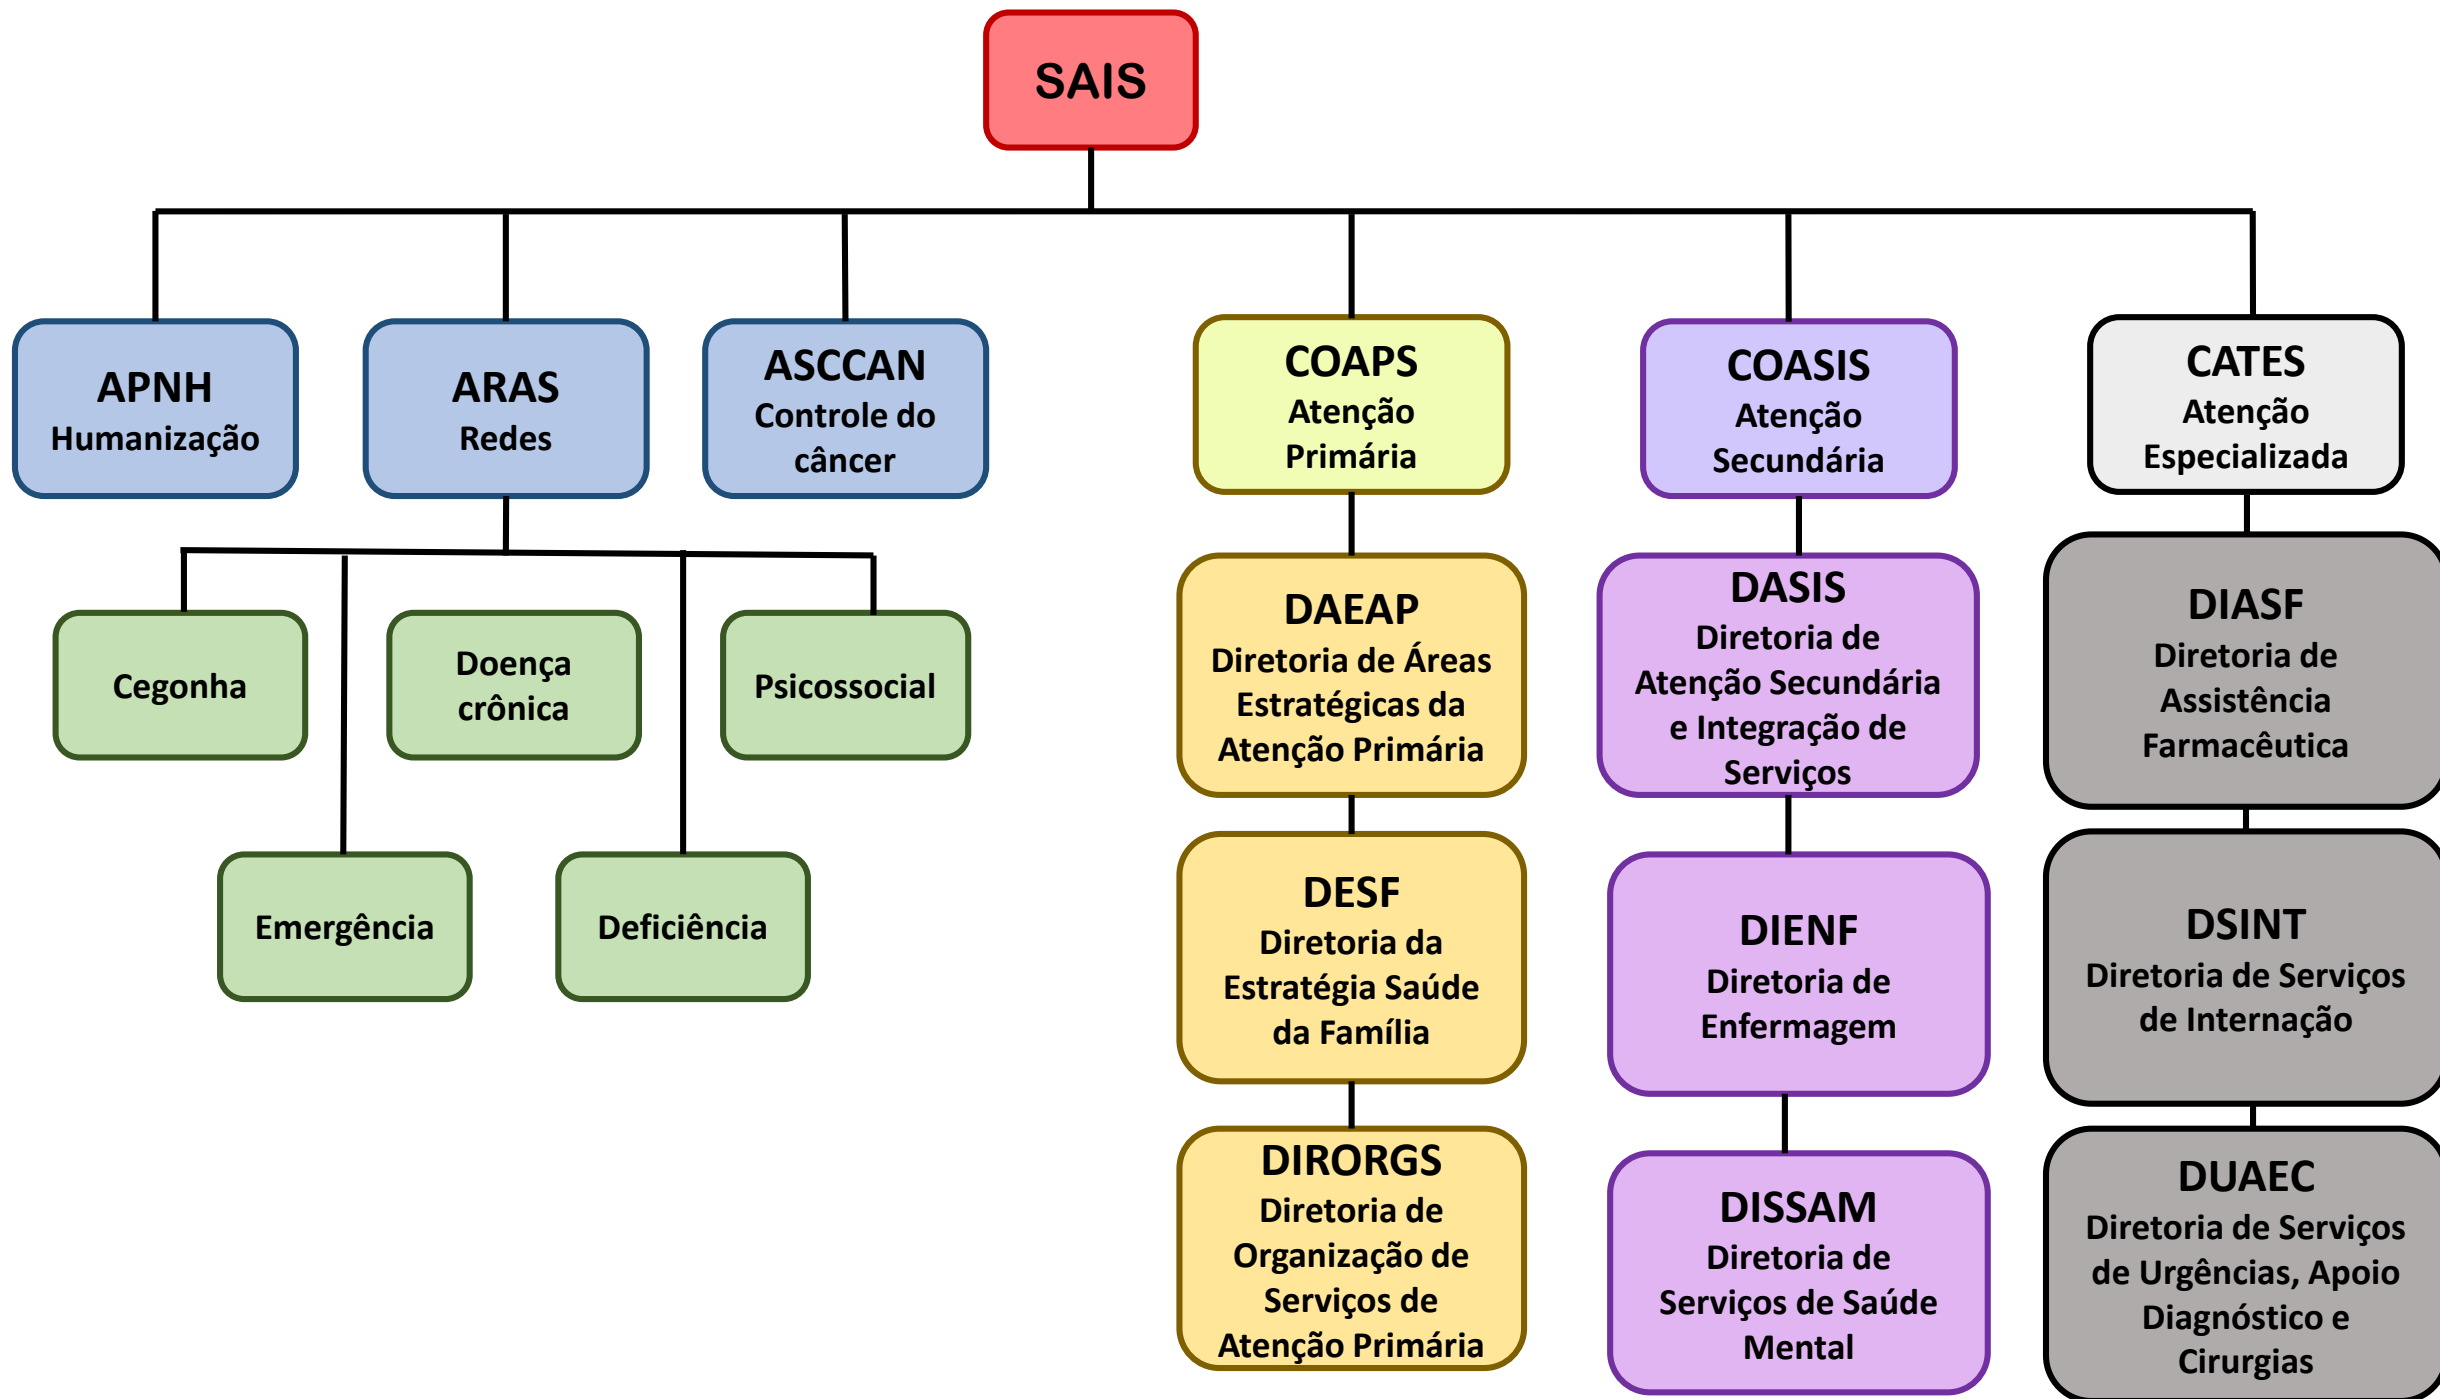 SAIS
APNH
Humanização
ARAS
Redes
ASCCAN
Controle do
câncer
COAPS
Atenção
Primária
COASIS
Atenção
Secundária
CATES
Atenção
Especializada
Cegonha
Doença
crônica
Psicossocial
Emergência
Deficiência
DAEAP
Diretoria de Áreas
Estratégicas da
Atenção Primária
DESF
Diretoria da
Estratégia Saúde
da Família
DIRORGS
Diretoria de
Organização de
Serviços de
Atenção Primária
DASIS
Diretoria de
Atenção Secundária
e Integração de
Serviços
DIENF
Diretoria de
Enfermagem
DISSAM
Diretoria de
Serviços de Saúde
Mental
DIASF
Diretoria de
Assistência
Farmacêutica
DSINT
Diretoria de Serviços
de Internação
DUAEC
Diretoria de Serviços
de Urgências, Apoio
Diagnóstico e
Cirurgias